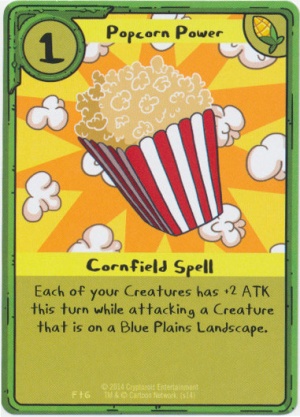 1
Popcorn Power
Cornfield Spell
Each of your Creatures has +2 ATK
this turn while attacking a Creature
that is on a Blue Plains Landscape.
© 2014 Cryptozoic Entertainment
TM & © Cartoon Network (s14)